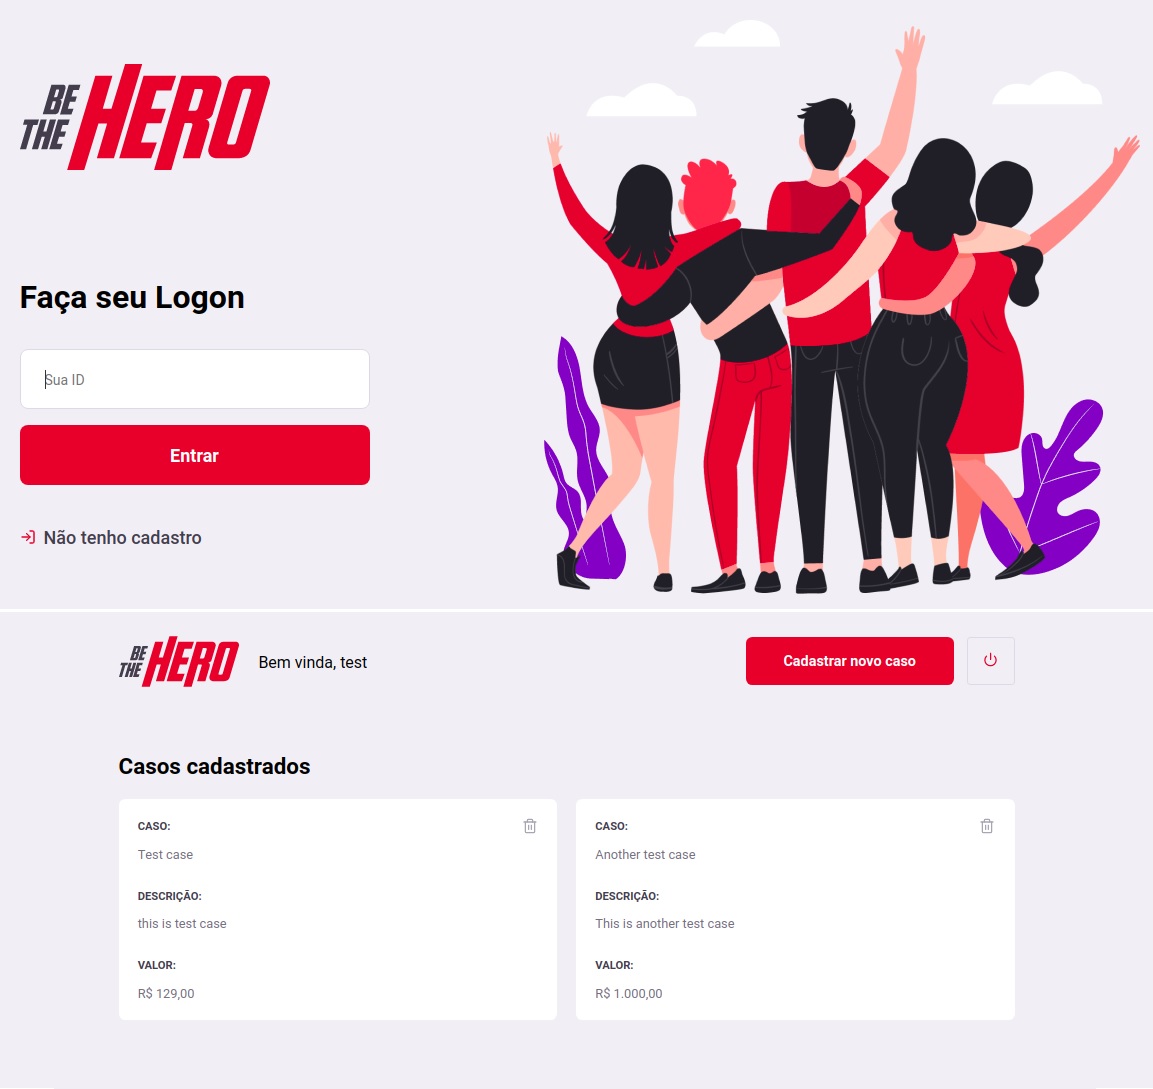 BE
THE HERO
Faça seu Logon
Sua ID
Entrar
Não tenho cadastro
BE
THE HERO
Bem vinda, test
Cadastrar novo caso
Casos cadastrados
CASO:
Test case
DESCRIÇÃO:
this is test case
VALOR:
R$ 129,00
CASO:
Another test case
DESCRIÇÃO:
This is another test case
VALOR:
R$ 1.000,00